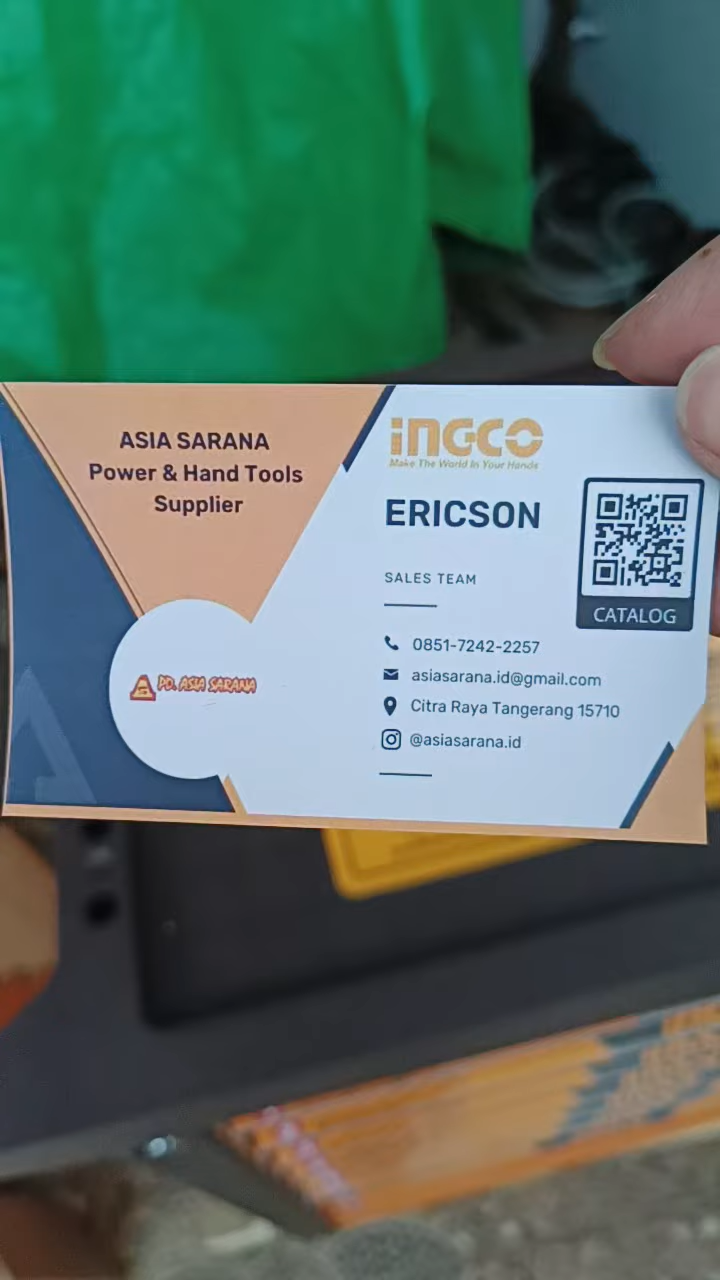 ASIA SARANA
Power & Hand Tools
Supplier
PD. ASIA SARANA
INGCO
Make The World In Your Hands
ERICSON
SALES TEAM
CATALOG
0851-7242-2257
asiasarana.id@gmail.com
Citra Raya Tangerang 15710
@asiasarana.id